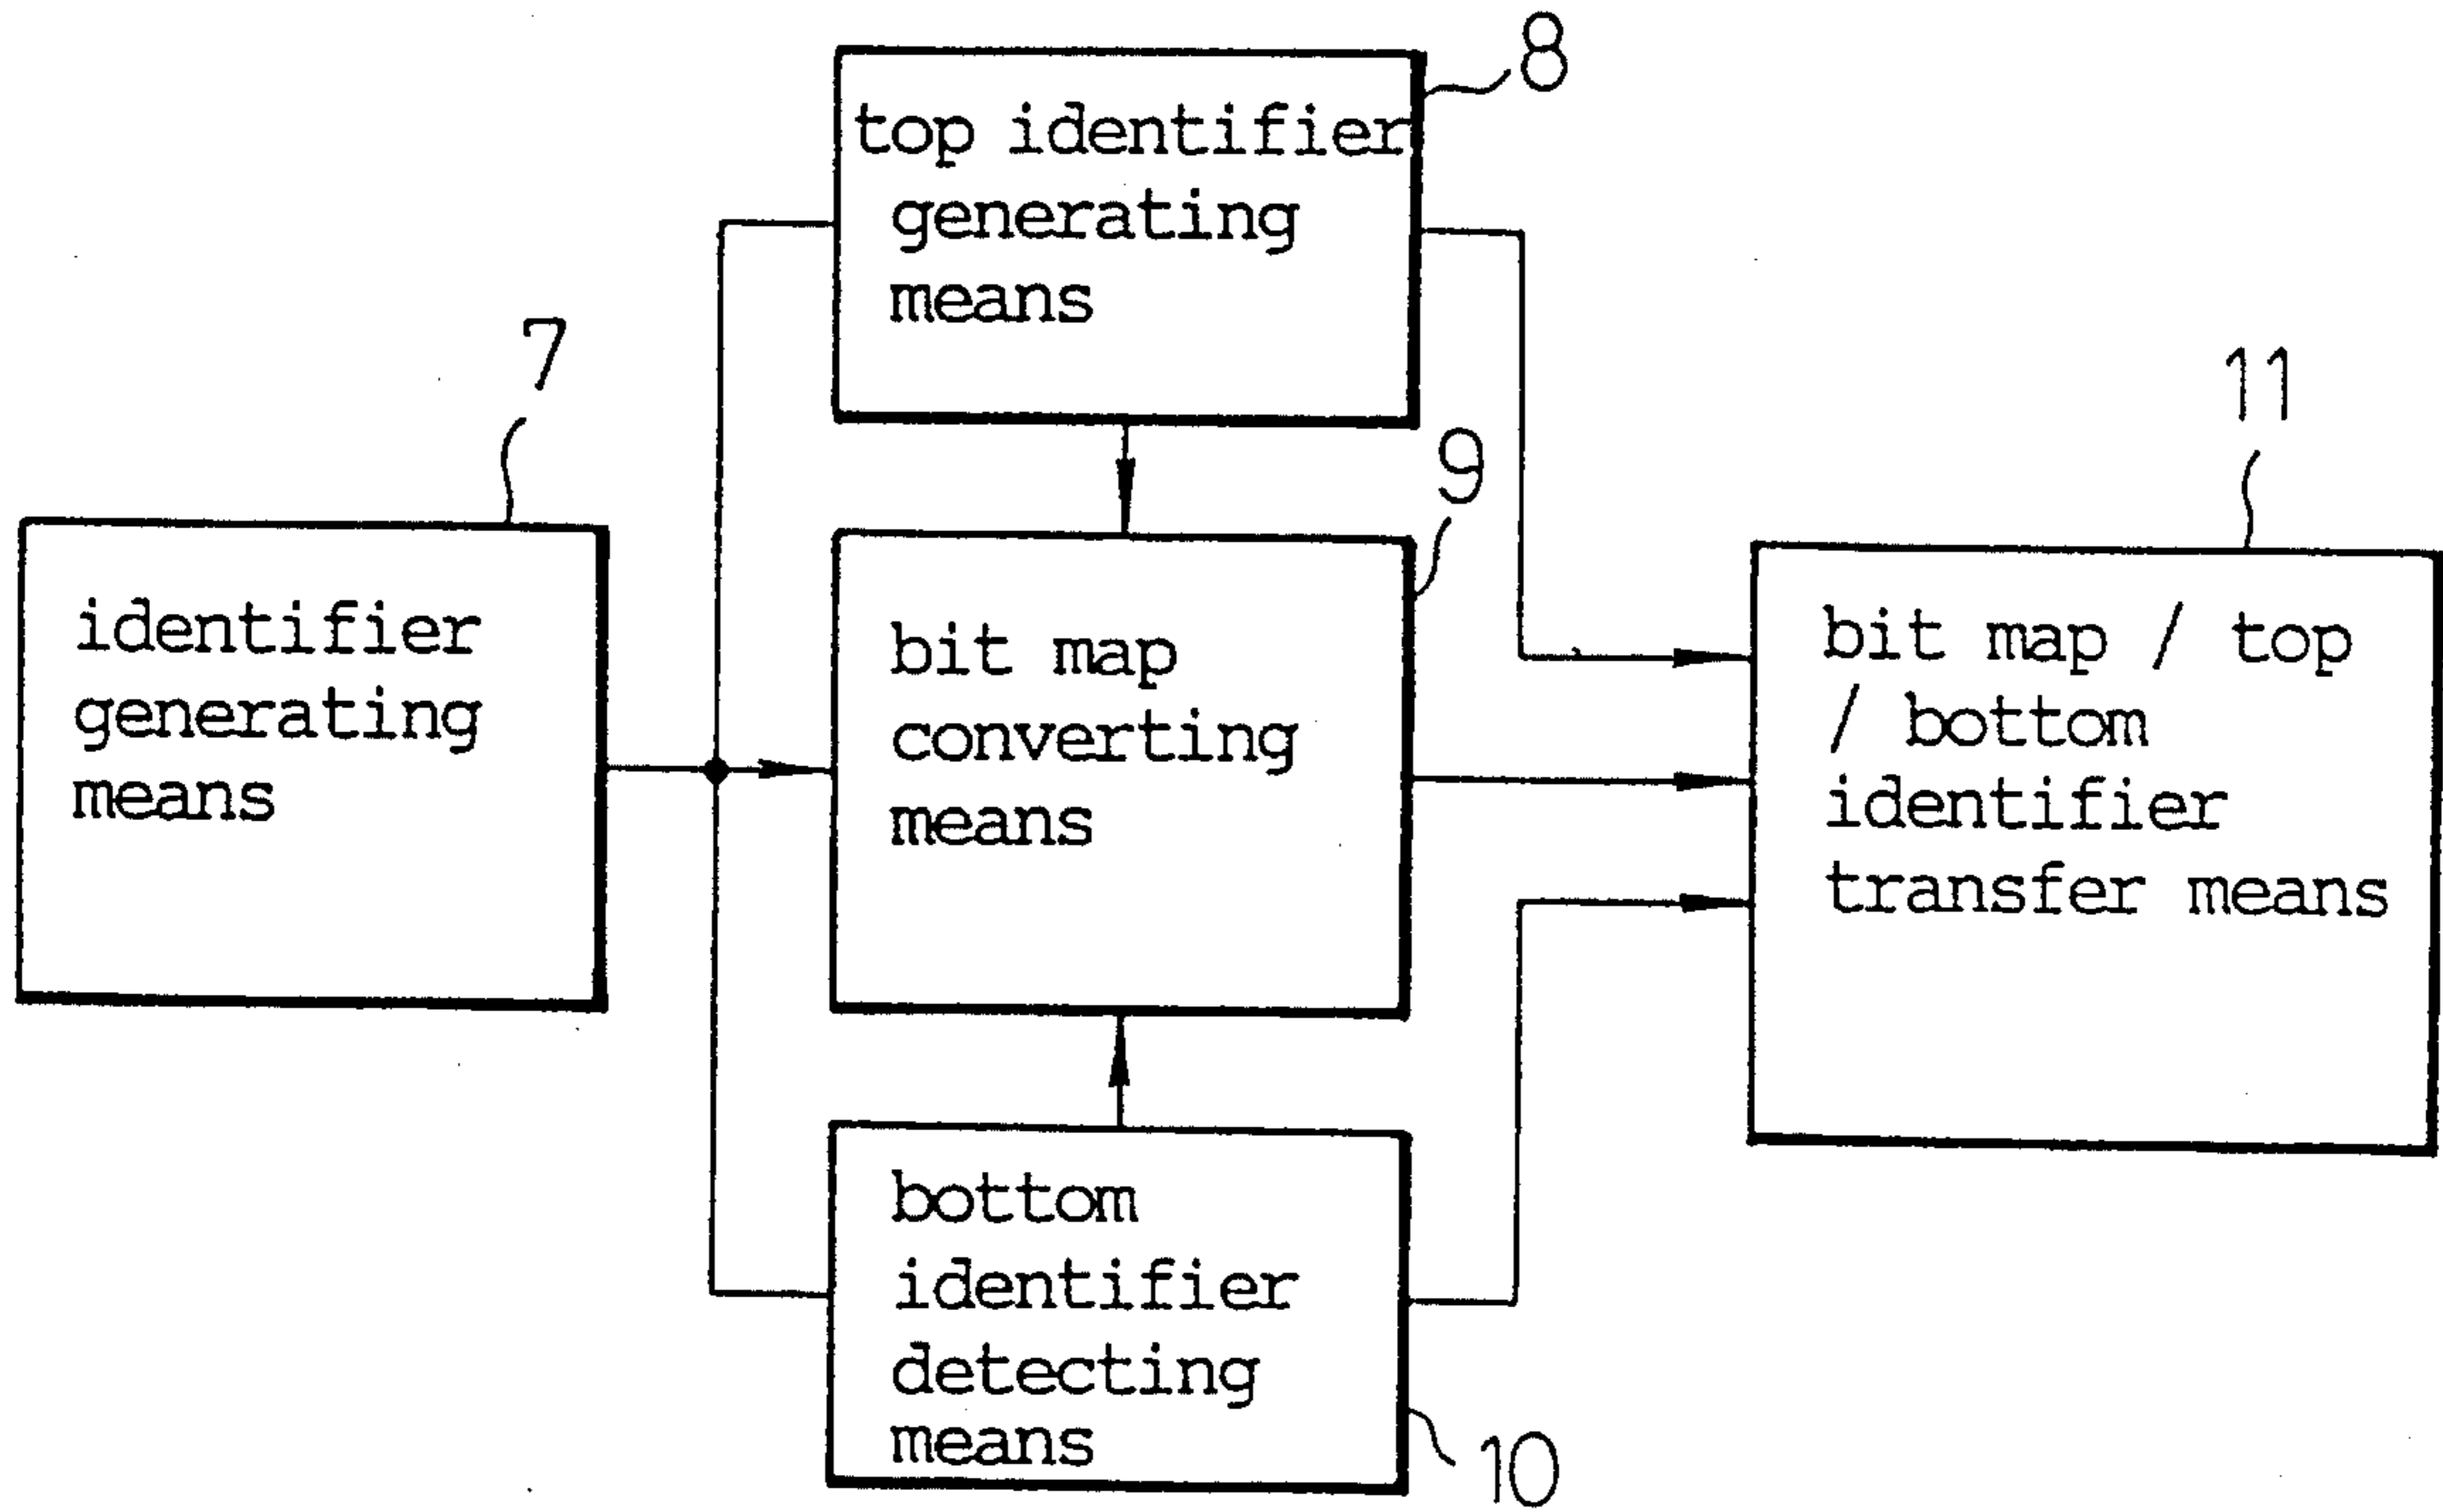 8
top identifier
generating
means
7
identifier
generating
means
9
bit map
converting
means
11
bit map / top
/ bottom
identifier
transfer means
bottom
identifier
detecting
means
10